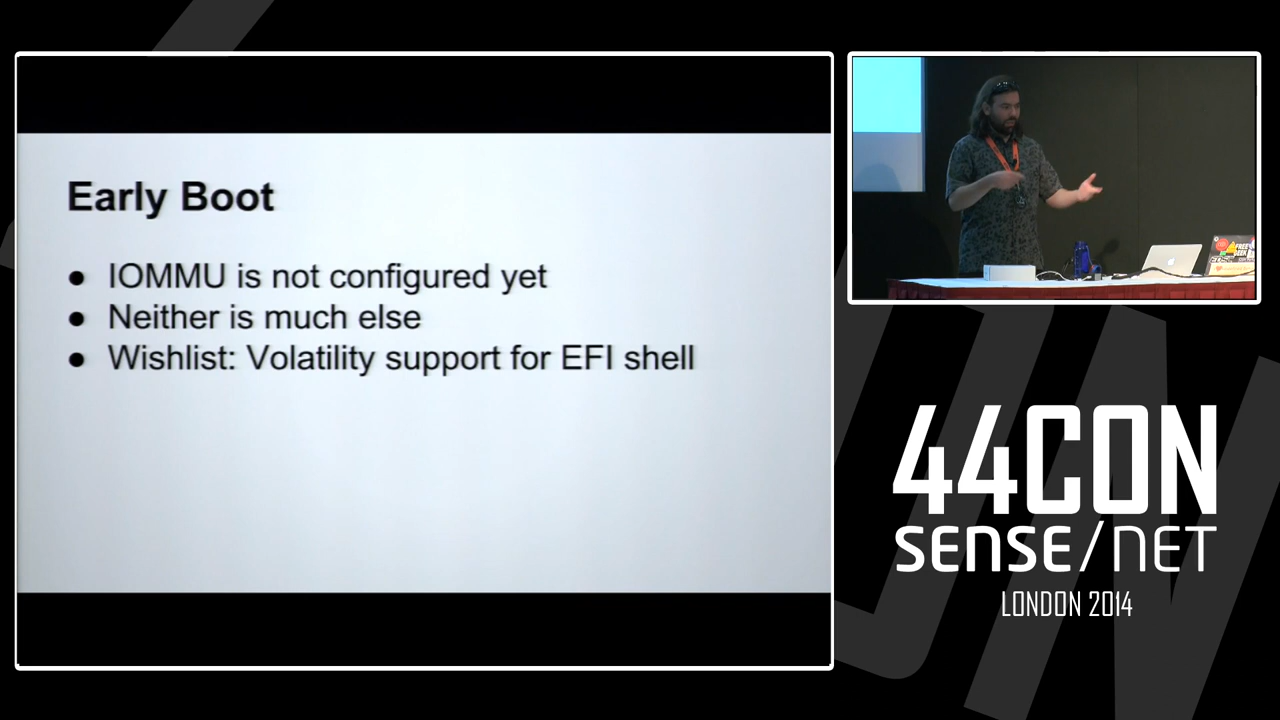 Early Boot
● IOMMU is not configured yet
● Neither is much else
● Wishlist: Volatility support for EFI shell
44CON
SENSE/NET
LONDON 2014